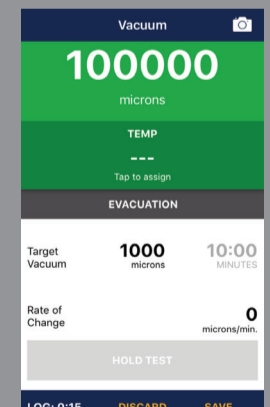 Vacuum
100000
microns
TEMP
---
Tap to assign
EVACUATION
Target Vacuum 1000 microns 10:00 MINUTES
Rate of Change 0 microns/min.
HOLD TEST
LOG: 0:15 DISCARD SAVE